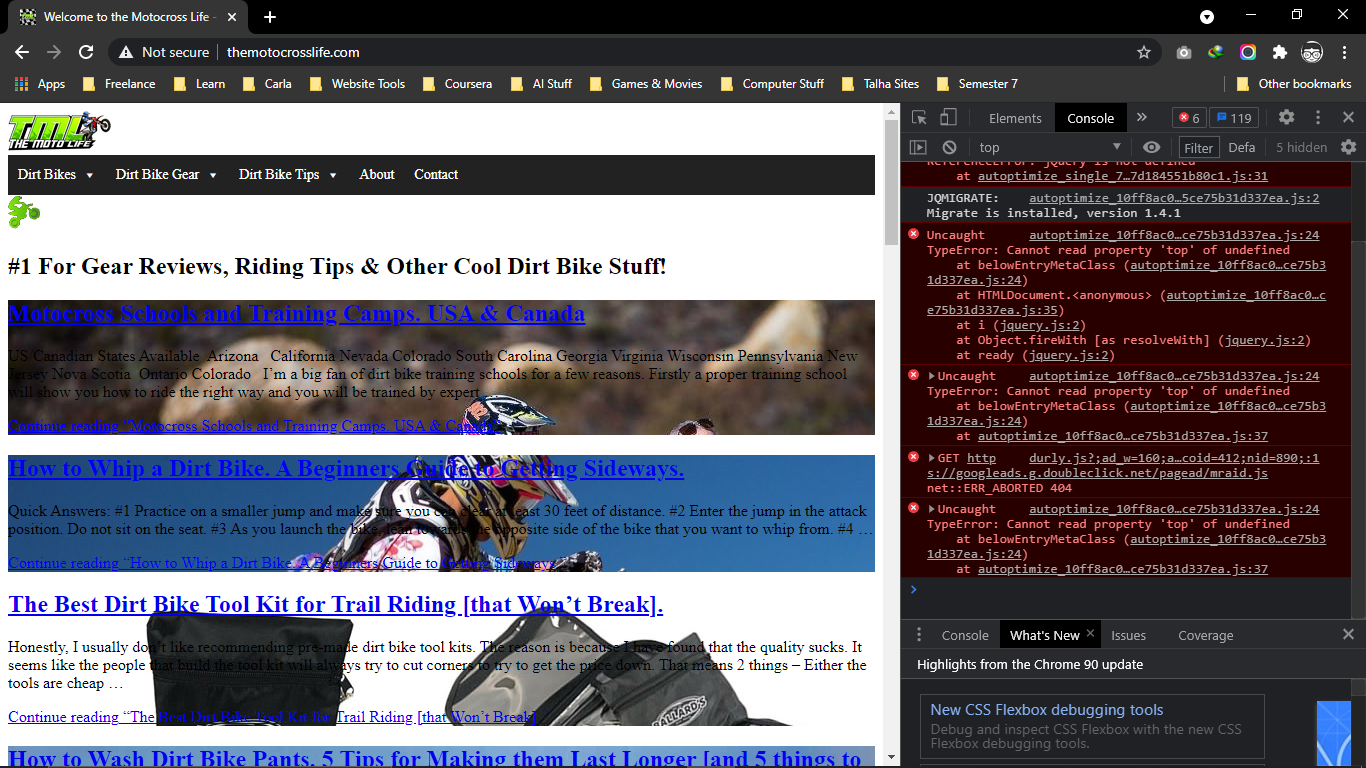 Welcome to the Motocross Life -
Not secure themotocrosslife.com
Apps Freelance Learn Carla Website Tools Coursera AI Stuff Games & Movies Computer Stuff Talha Sites Semester 7 Other bookmarks
TML
THE MOTO LIFE
Dirt Bikes Dirt Bike Gear Dirt Bike Tips About Contact
#1 For Gear Reviews, Riding Tips & Other Cool Dirt Bike Stuff!
Motocross Schools and Training Camps. USA & Canada
US Canadian States Available Arizona California Nevada Colorado South Carolina Georgia Virginia Wisconsin Pennsylvania New
Jersey Nova Scotia Ontario Colorado I’m a big fan of dirt bike training schools for a few reasons. Firstly a proper training school
will show you how to ride the right way and you will be trained by expert
Continue reading “Motocross Schools and Training Camps. USA & Canada”
How to Whip a Dirt Bike. A Beginners Guide to Getting Sideways.
Quick Answers: #1 Practice on a smaller jump and make sure you can clear at least 30 feet of distance. #2 Enter the jump in the attack
position. Do not sit on the seat. #3 As you launch the bike, lean towards the opposite side of the bike that you want to whip from. #4 …
Continue reading “How to Whip a Dirt Bike. A Beginners Guide to Getting Sideways.”
The Best Dirt Bike Tool Kit for Trail Riding [that Won’t Break].
Honestly, I usually don’t like recommending pre-made dirt bike tool kits. The reason is because I have found that the quality sucks. It
seems like the people that build the tool kit will always try to cut corners to try to get the price down. That means 2 things – Either the
tools are cheap …
Continue reading “The Best Dirt Bike Tool Kit for Trail Riding [that Won’t Break].”
BALLARD'S
How to Wash Dirt Bike Pants. 5 Tips for Making them Last Longer [and 5 things to
Elements Console » 6 119
top Filter Defa 5 hidden
ReferenceError: jQuery is not defined
at autoptimize_single_7…7d184551b80c1.js:31
JQMIGRATE: autoptimize_10ff8ac0…5ce75b31d337ea.js:2
Migrate is installed, version 1.4.1
Uncaught autoptimize_10ff8ac0…ce75b31d337ea.js:24
TypeError: Cannot read property 'top' of undefined
at belowEntryMetaClass (autoptimize_10ff8ac0…ce75b3
1d337ea.js:24)
at HTMLDocument.<anonymous> (autoptimize_10ff8ac0…c
e75b31d337ea.js:35)
at i (jquery.js:2)
at Object.fireWith [as resolveWith] (jquery.js:2)
at ready (jquery.js:2)
Uncaught autoptimize_10ff8ac0…ce75b31d337ea.js:24
TypeError: Cannot read property 'top' of undefined
at belowEntryMetaClass (autoptimize_10ff8ac0…ce75b3
1d337ea.js:24)
at autoptimize_10ff8ac0…ce75b31d337ea.js:37
GET http durly.js?;ad_w=160;a…coid=412;nid=890;:1
s://googleads.g.doubleclick.net/pagead/mraid.js
net::ERR_ABORTED 404
Uncaught autoptimize_10ff8ac0…ce75b31d337ea.js:24
TypeError: Cannot read property 'top' of undefined
at belowEntryMetaClass (autoptimize_10ff8ac0…ce75b3
1d337ea.js:24)
at autoptimize_10ff8ac0…ce75b31d337ea.js:37
Console What's New Issues Coverage
Highlights from the Chrome 90 update
New CSS Flexbox debugging tools
Debug and inspect CSS Flexbox with the new CSS
Flexbox debugging tools.